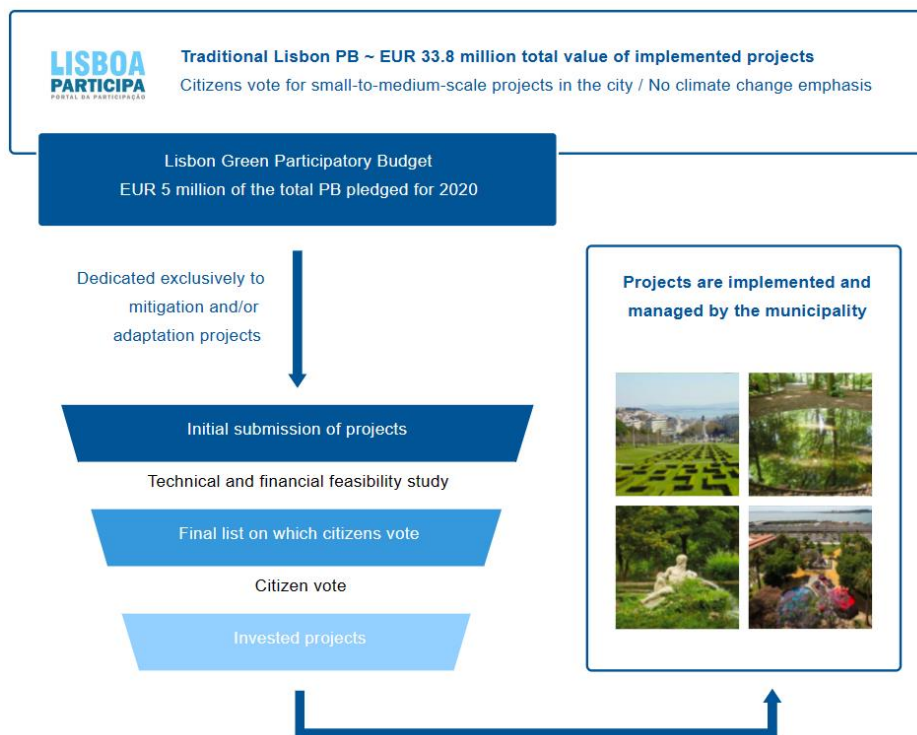 LISBOA
PARTICIPA
PORTAL DA PARTICIPAÇÃO
Traditional Lisbon PB ~ EUR 33.8 million total value of implemented projects
Citizens vote for small-to-medium-scale projects in the city / No climate change emphasis
Lisbon Green Participatory Budget
EUR 5 million of the total PB pledged for 2020
Dedicated exclusively to
mitigation and/or
adaptation projects
Initial submission of projects
Technical and financial feasibility study
Final list on which citizens vote
Citizen vote
Invested projects
Projects are implemented and
managed by the municipality